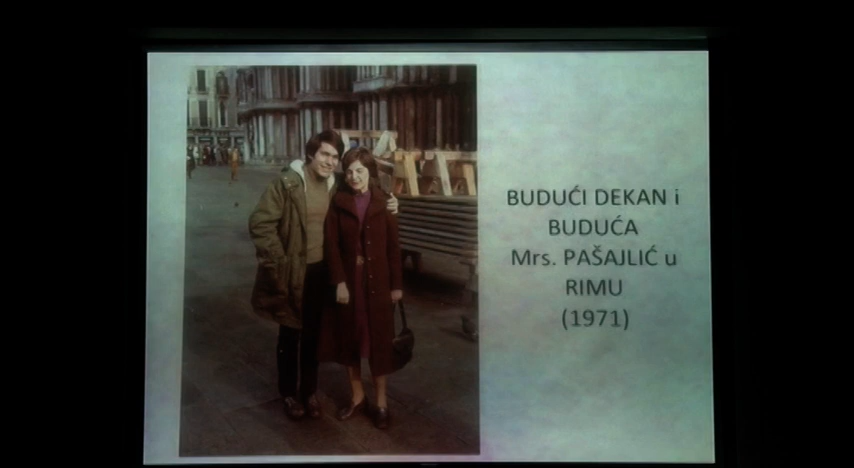 BUDUĆI DEKAN i
BUDUĆA
Mrs. PAŠAJLIĆ u
RIMU
(1971)